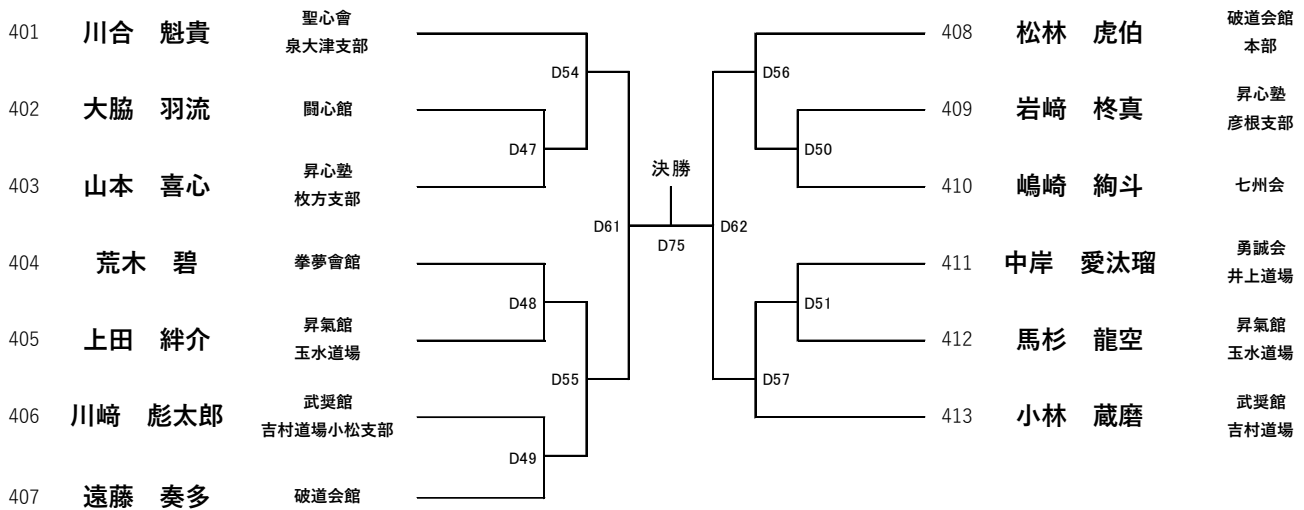 401 川合 魁貴 聖心會
泉大津支部
402 大脇 羽流 闘心館
403 山本 喜心 昇心塾
枚方支部
404 荒木 碧 拳夢會館
405 上田 絆介 昇氣館
玉水道場
406 川﨑 彪太郎 武奨館
吉村道場小松支部
407 遠藤 奏多 破道会館
D54
D47
D48
D55
D49
D61
決勝
D75
D62
D56
D50
D51
D57
408 松林 虎伯 破道会館
本部
409 岩﨑 柊真 昇心塾
彦根支部
410 嶋崎 絢斗 七州会
411 中岸 愛汰瑠 勇誠会
井上道場
412 馬杉 龍空 昇氣館
玉水道場
413 小林 蔵磨 武奨館
吉村道場